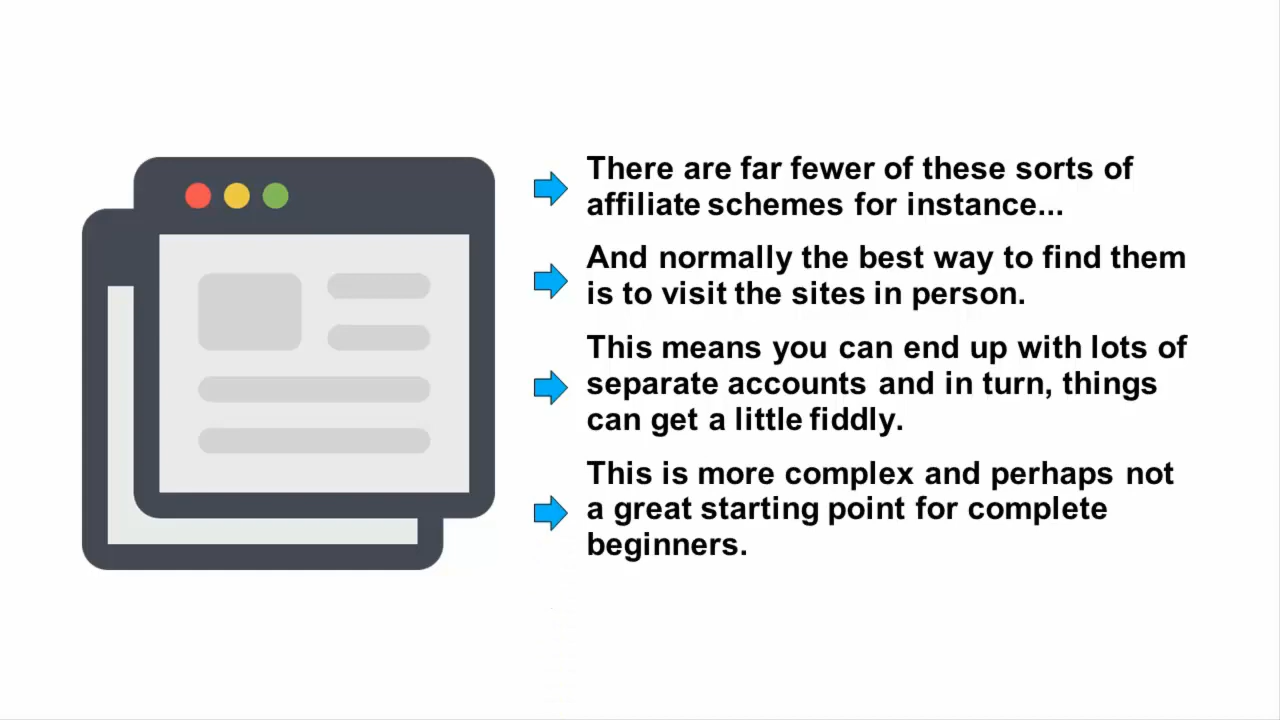 There are far fewer of these sorts of
affiliate schemes for instance...
And normally the best way to find them
is to visit the sites in person.
This means you can end up with lots of
separate accounts and in turn, things
can get a little fiddly.
This is more complex and perhaps not
a great starting point for complete
beginners.